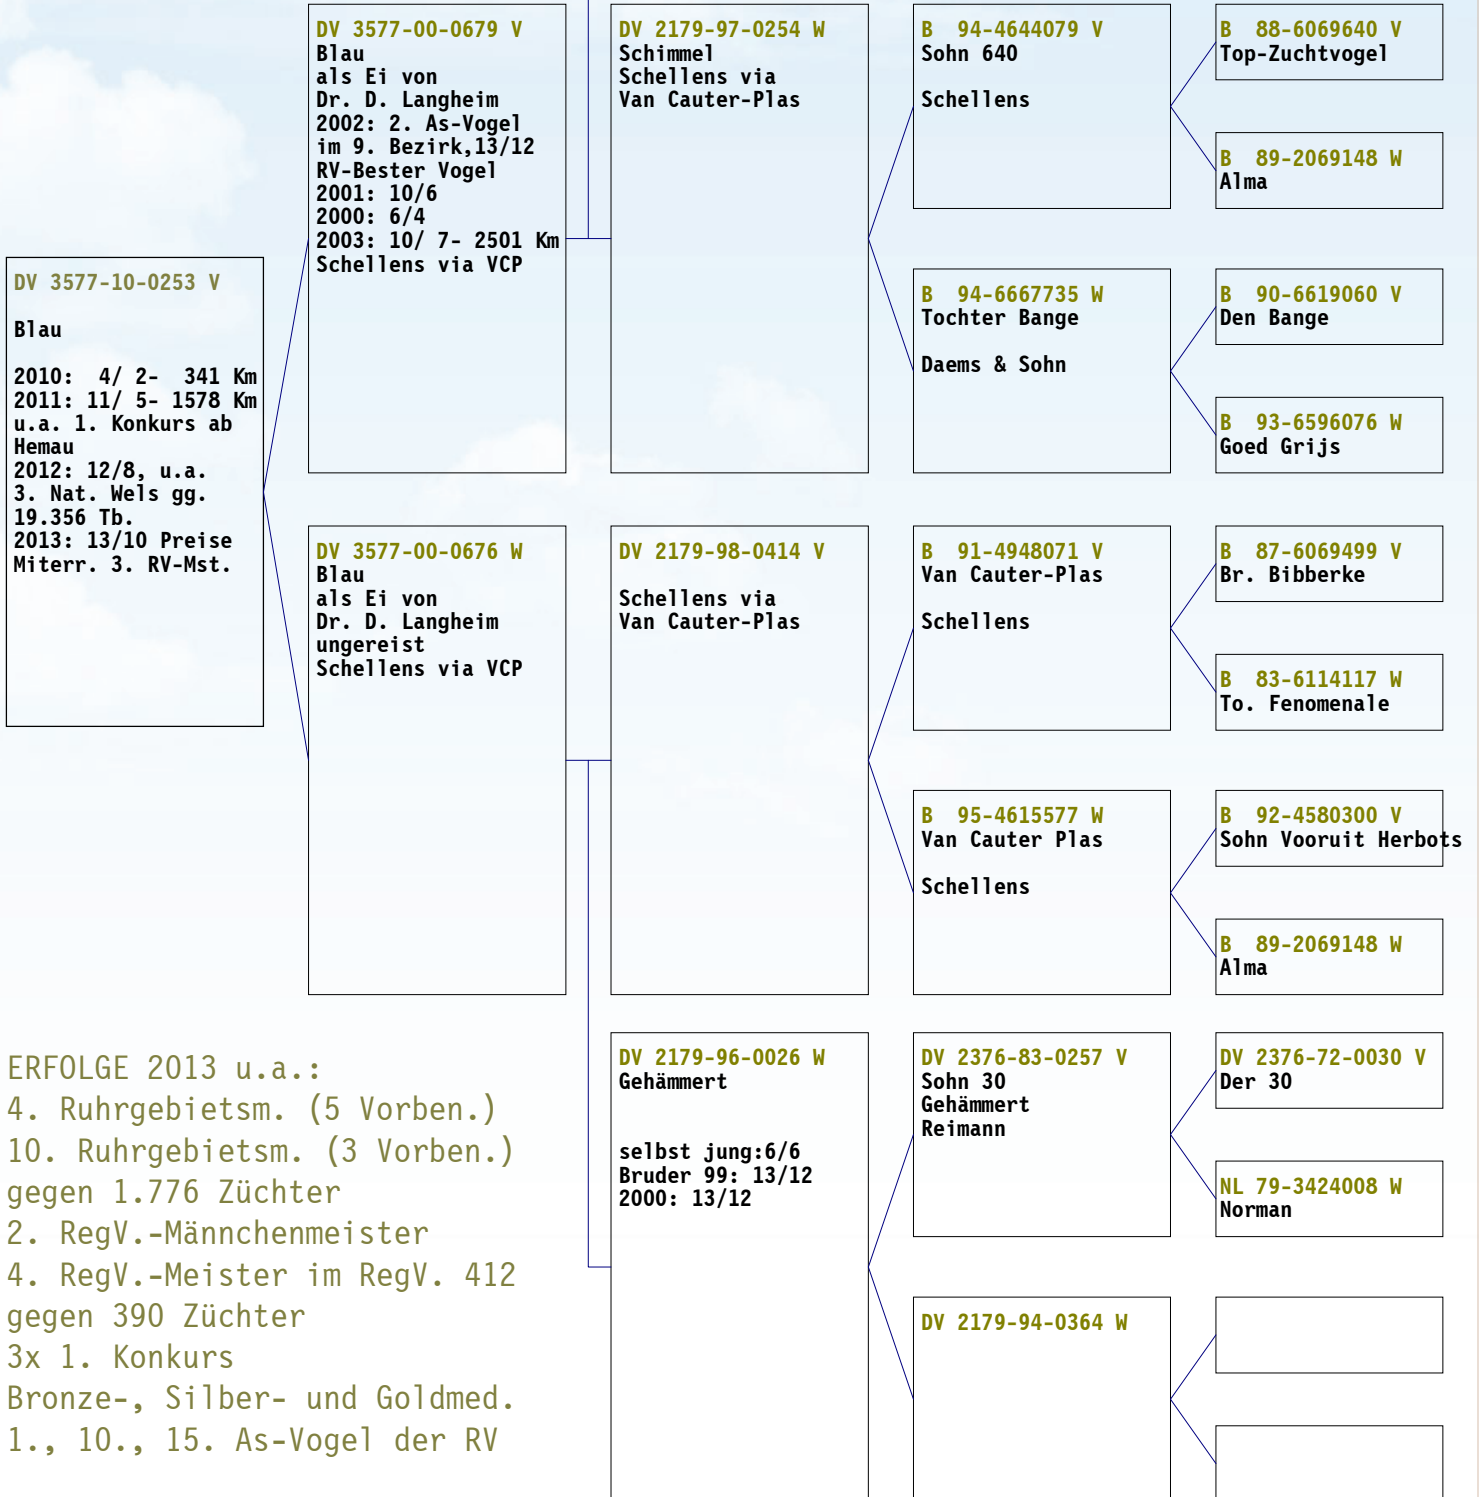 DV 3577-10-0253 V
Blau
2010:  4/ 2-  341 Km
2011: 11/ 5- 1578 Km
u.a. 1. Konkurs ab
Hemau
2012: 12/8, u.a.
3. Nat. Wels gg.
19.356 Tb.
2013: 13/10 Preise
Miterr. 3. RV-Mst.
DV 3577-00-0679 V
Blau
als Ei von
Dr. D. Langheim
2002: 2. As-Vogel
im 9. Bezirk,13/12
RV-Bester Vogel
2001: 10/6
2000: 6/4
2003: 10/ 7- 2501 Km
Schellens via VCP
DV 3577-00-0676 W
Blau
als Ei von
Dr. D. Langheim
ungereist
Schellens via VCP
DV 2179-97-0254 W
Schimmel
Schellens via
Van Cauter-Plas
DV 2179-98-0414 V
Schellens via
Van Cauter-Plas
DV 2179-96-0026 W
Gehämmert
selbst jung:6/6
Bruder 99: 13/12
2000: 13/12
B  94-4644079 V
Sohn 640
Schellens
B  94-6667735 W
Tochter Bange
Daems & Sohn
B  91-4948071 V
Van Cauter-Plas
Schellens
B  95-4615577 W
Van Cauter Plas
Schellens
DV 2376-83-0257 V
Sohn 30
Gehämmert
Reimann
DV 2179-94-0364 W
B  88-6069640 V
Top-Zuchtvogel
B  89-2069148 W
Alma
B  90-6619060 V
Den Bange
B  93-6596076 W
Goed Grijs
B  87-6069499 V
Br. Bibberke
B  83-6114117 W
To. Fenomenale
B  92-4580300 V
Sohn Vooruit Herbots
B  89-2069148 W
Alma
DV 2376-72-0030 V
Der 30
NL 79-3424008 W
Norman
ERFOLGE 2013 u.a.:
4. Ruhrgebietsm. (5 Vorben.)
10. Ruhrgebietsm. (3 Vorben.)
gegen 1.776 Züchter
2. RegV.-Männchenmeister
4. RegV.-Meister im RegV. 412
gegen 390 Züchter
3x 1. Konkurs
Bronze-, Silber- und Goldmed.
1., 10., 15. As-Vogel der RV